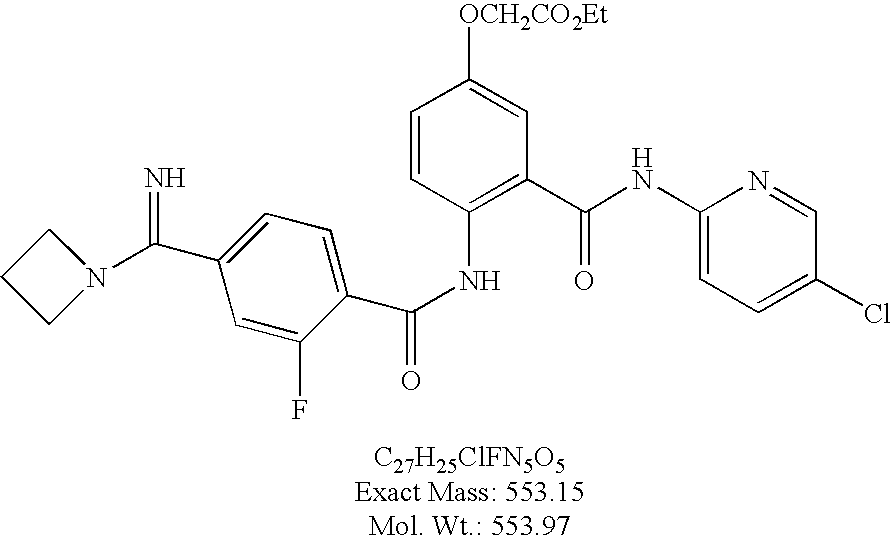 OCH₂CO₂Et
NH
H
N
N
N
NH
O
Cl
O
F
C₂₇H₂₅ClFN₅O₅
Exact Mass: 553.15
Mol. Wt.: 553.97